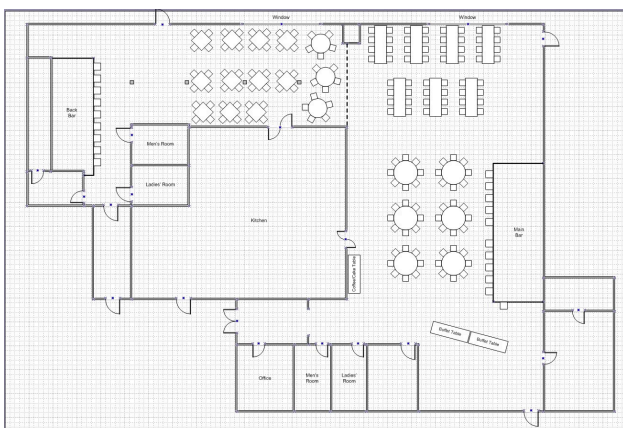 Window
Window
Back
Bar
Men's Room
Ladies' Room
Kitchen
Main
Bar
Coffee/Cake Table
Buffet Table
Buffet Table
Office
Men's
Room
Ladies'
Room